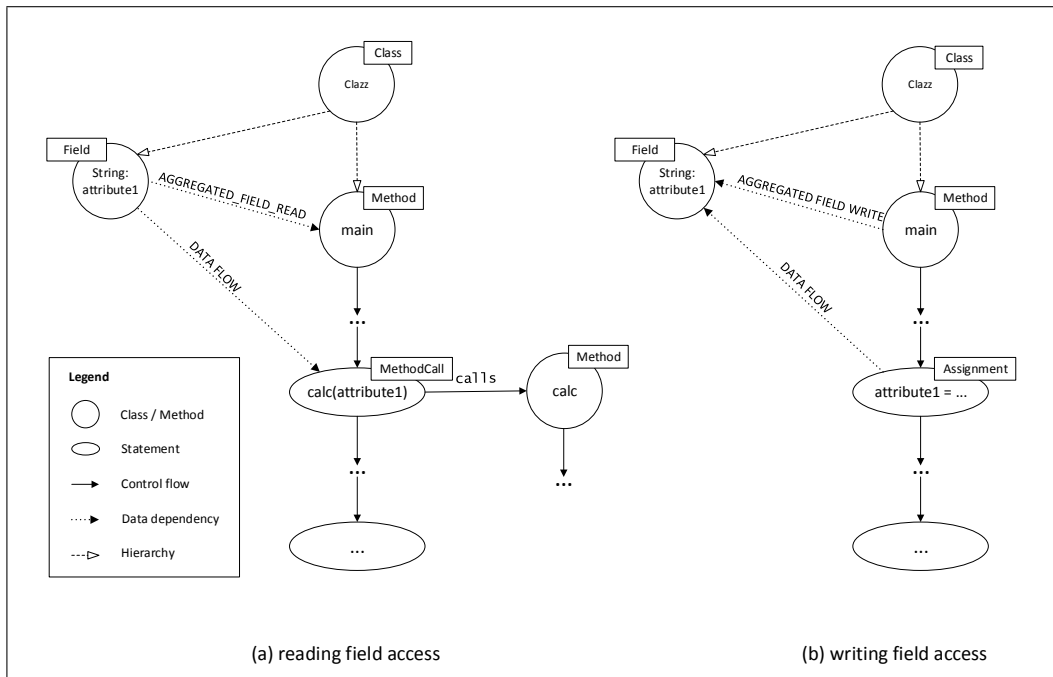 Class
Clazz
Field
String:
attribute1
AGGREGATED_FIELD_READ
Method
main
DATA FLOW
...
MethodCall
calc(attribute1)
calls
Method
calc
...
...
...
Legend
Class / Method
Statement
Control flow
Data dependency
Hierarchy
(a) reading field access
Class
Clazz
Field
String:
attribute1
AGGREGATED FIELD WRITE
Method
main
DATA FLOW
...
Assignment
attribute1 = ...
...
...
(b) writing field access